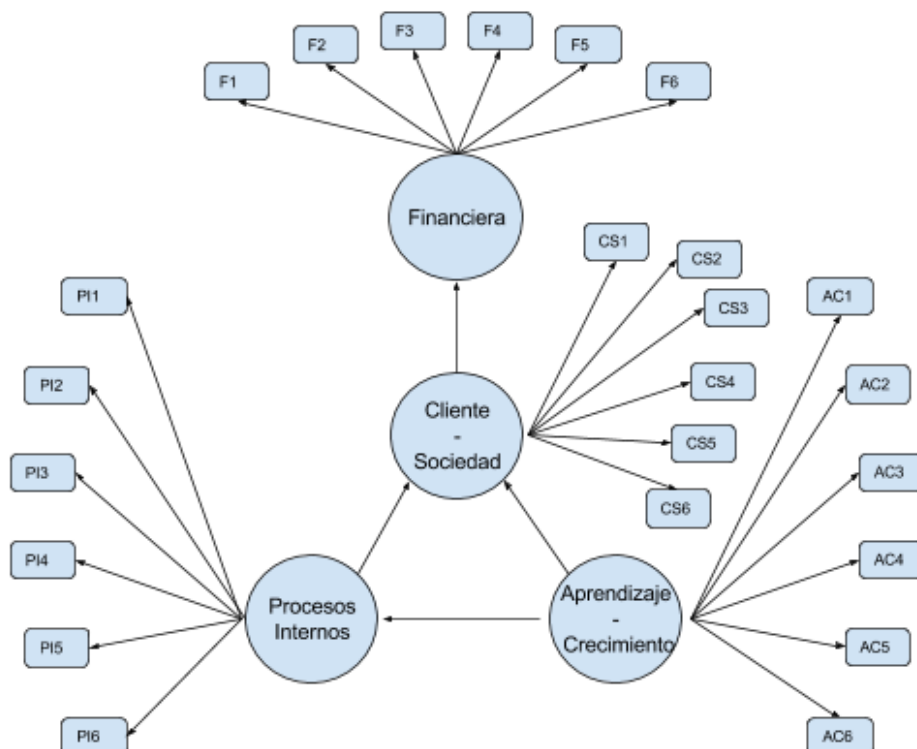 F1
F2
F3
F4
F5
F6
Financiera
CS1
CS2
CS3
CS4
CS5
CS6
Cliente
-
Sociedad
PI1
PI2
PI3
PI4
PI5
PI6
Procesos
Internos
Aprendizaje
-
Crecimiento
AC1
AC2
AC3
AC4
AC5
AC6